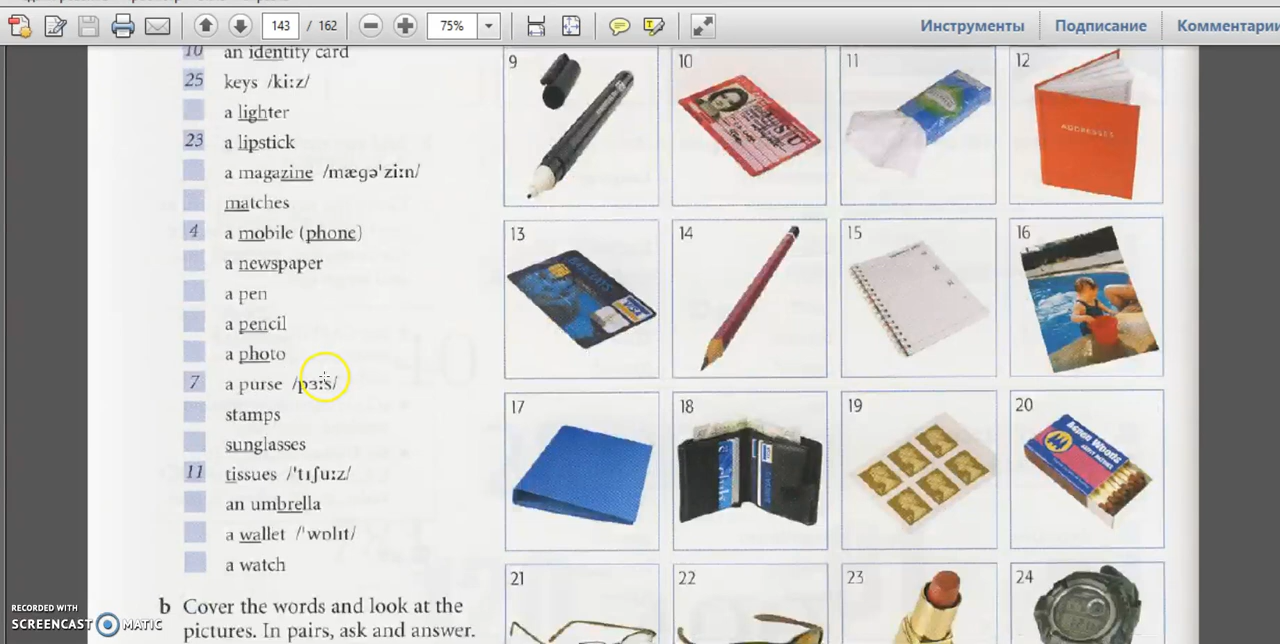 143 / 162
75%
Инструменты
Подписание
Комментарии
10 an identity card
25 keys /kiːz/
a lighter
23 a lipstick
a magazine /mæɡəˈziːn/
matches
4 a mobile (phone)
a newspaper
a pen
a pencil
a photo
7 a purse /pɜːs/
stamps
sunglasses
11 tissues /ˈtɪʃuːz/
an umbrella
a wallet /ˈwɒlɪt/
a watch
b Cover the words and look at the
pictures. In pairs, ask and answer.
9
10
11
12
ADDRESSES
13
14
15
16
17
18
19
20
21
22
23
24
RECORDED WITH
SCREENCAST MATIC